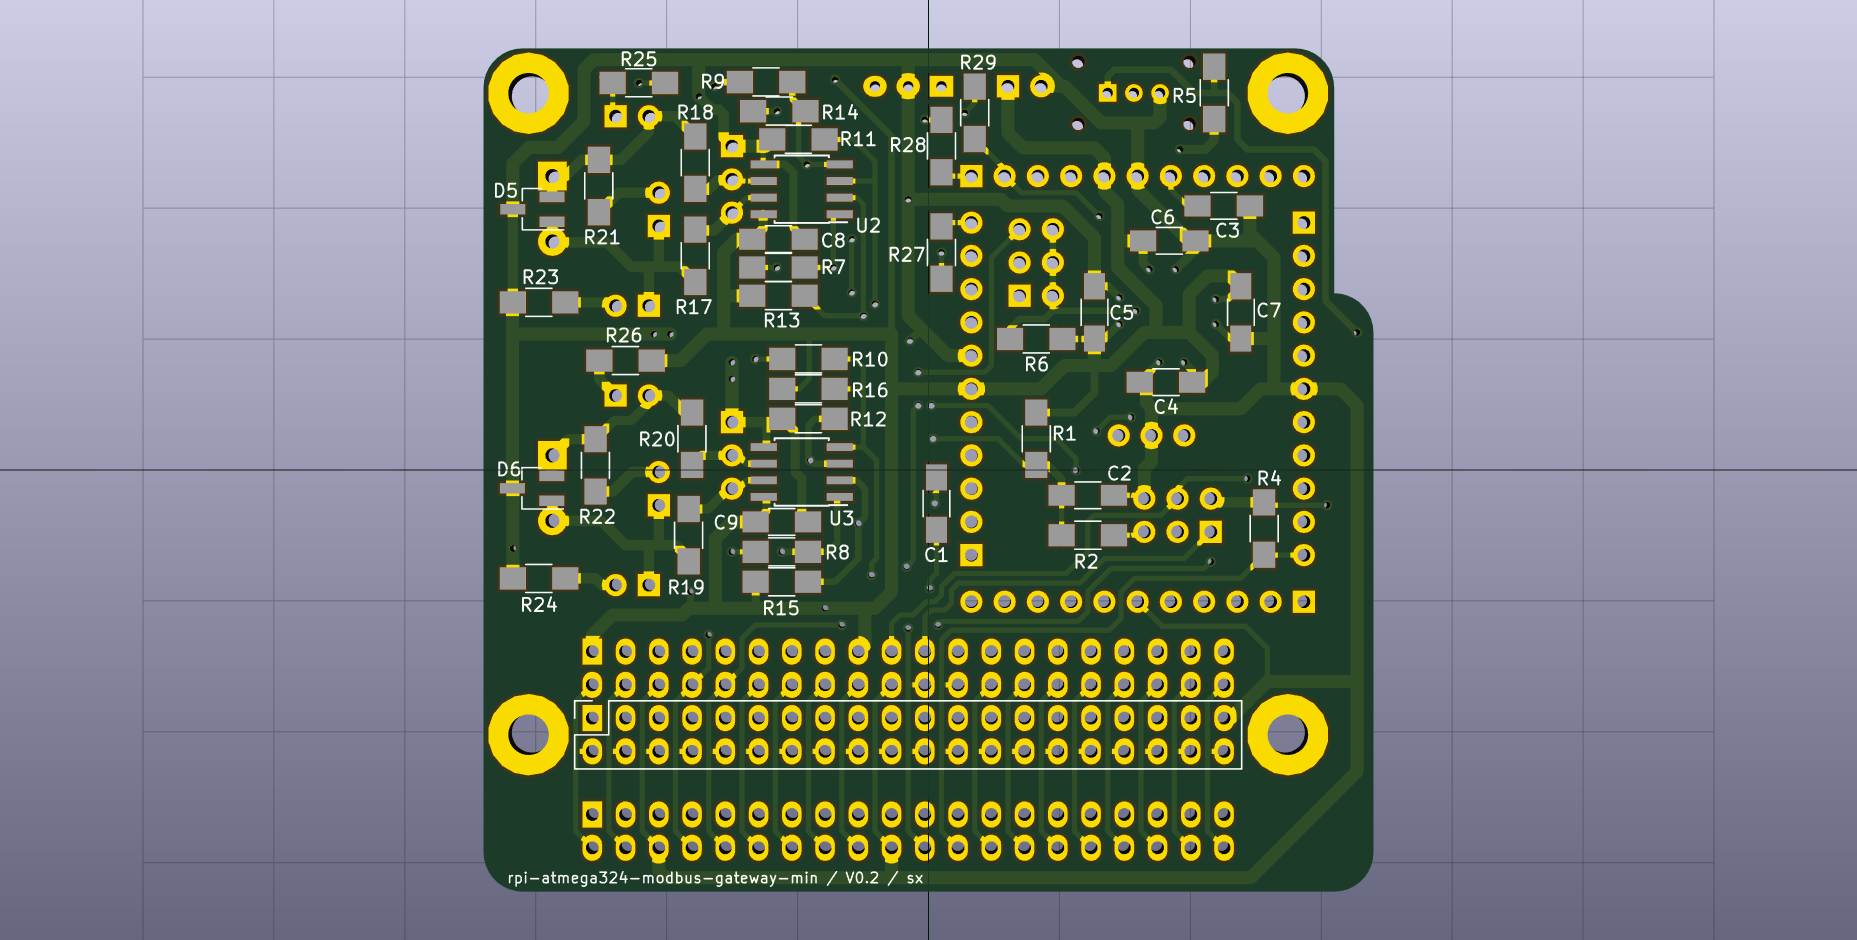 R25
R29
R9
R5
R18
R14
R11
R28
D5
C6
U2
C3
R21
C8
R27
R7
R23
R17
C5
C7
R13
R26
R10
R6
R16
C4
R12
R1
R20
D6
C2
R4
R22
C9
U3
R8
C1
R2
R19
R24
R15
rpi-atmega324-modbus-gateway-min / V0.2 / sx